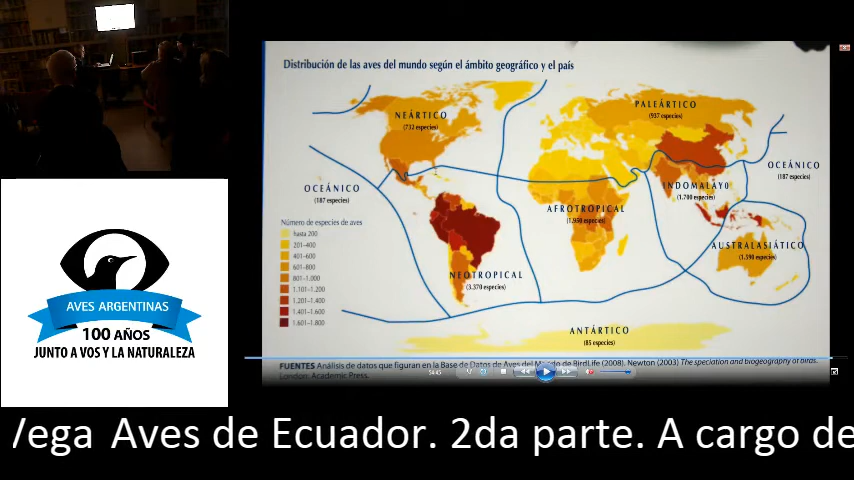 Distribución de las aves del mundo según el ámbito geográfico y el país
NEÁRTICO
(732 especies)
PALEÁRTICO
(937 especies)
OCEÁNICO
(187 especies)
OCEÁNICO
(187 especies)
INDOMALAYO
(1.700 especies)
AFROTROPICAL
(1.950 especies)
AUSTRALASIÁTICO
(1.590 especies)
NEOTROPICAL
(3.370 especies)
ANTÁRTICO
(85 especies)
Número de especies de aves
hasta 200
201–400
401–600
601–800
801–1.000
1.101–1.200
1.201–1.400
1.401–1.600
1.601–1.800
FUENTES Análisis de datos que figuran en la Base de Datos de Aves del Mundo de BirdLife (2008). Newton (2003) The speciation and biogeography of birds.
London: Academic Press.
AVES ARGENTINAS
100 AÑOS
JUNTO A VOS Y LA NATURALEZA
Vega Aves de Ecuador. 2da parte. A cargo de